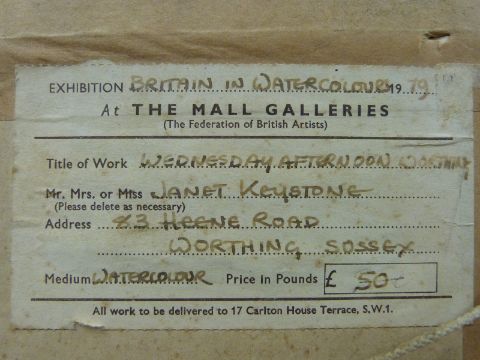 EXHIBITION BRITAIN IN WATERCOLOURS 1979
At THE MALL GALLERIES
(The Federation of British Artists)
Title of Work WEDNESDAY AFTERNOON WORTHING
Mr. Mrs. or Miss JANET KEYSTONE
(Please delete as necessary)
Address 83 HEENE ROAD
WORTHING, SUSSEX
Medium WATERCOLOUR Price in Pounds £ 50
All work to be delivered to 17 Carlton House Terrace, S.W.1.